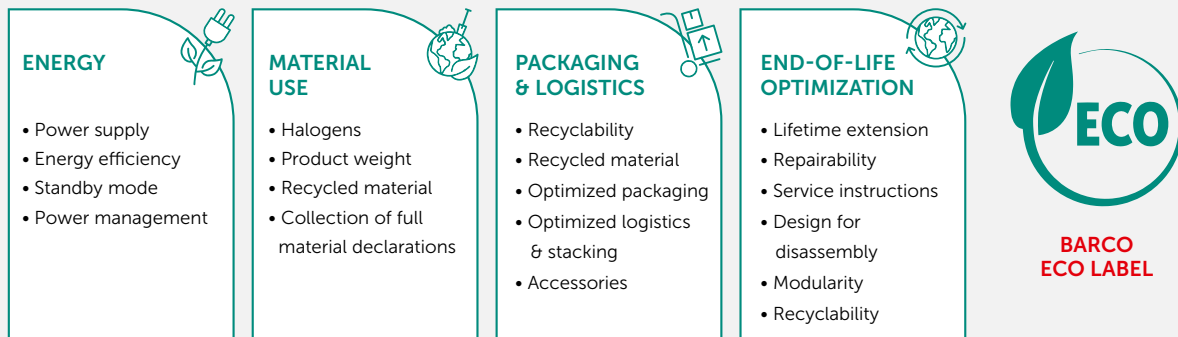 ENERGY
• Power supply
• Energy efficiency
• Standby mode
• Power management
MATERIAL
USE
• Halogens
• Product weight
• Recycled material
• Collection of full
material declarations
PACKAGING
& LOGISTICS
• Recyclability
• Recycled material
• Optimized packaging
• Optimized logistics
& stacking
• Accessories
END-OF-LIFE
OPTIMIZATION
• Lifetime extension
• Repairability
• Service instructions
• Design for
disassembly
• Modularity
• Recyclability
ECO
BARCO
ECO LABEL